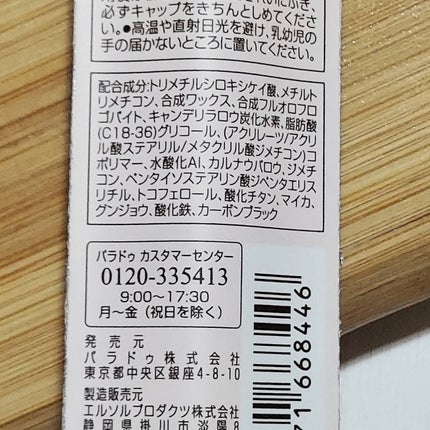 必ずキャップをきちんとしめてくださ
い。●高温や直射日光を避け、乳幼児の
手の届かないところに置いてください。
配合成分:トリメチルシロキシケイ酸、メチルト
リメチコン、合成ワックス、合成フルオロフロ
ゴパイト、キャンデリラロウ炭化水素、脂肪酸
(C18-36)グリコール、(アクリレーツ/アクリ
ル酸ステアリル/メタクリル酸ジメチコン)コ
ポリマー、水酸化Al、カルナウバロウ、ジメチ
コン、ペンタイソステアリン酸ジペンタエリス
リチル、トコフェロール、酸化チタン、マイカ、
グンジョウ、酸化鉄、カーボンブラック
パラドゥ カスタマーセンター
0120-335413
9:00〜17:30
月〜金(祝日を除く)
発売元
パラドゥ株式会社
東京都中央区銀座4-8-10
製造販売元
エルソルプロダクツ株式会社
静岡県掛川市淡陽8
71 668446